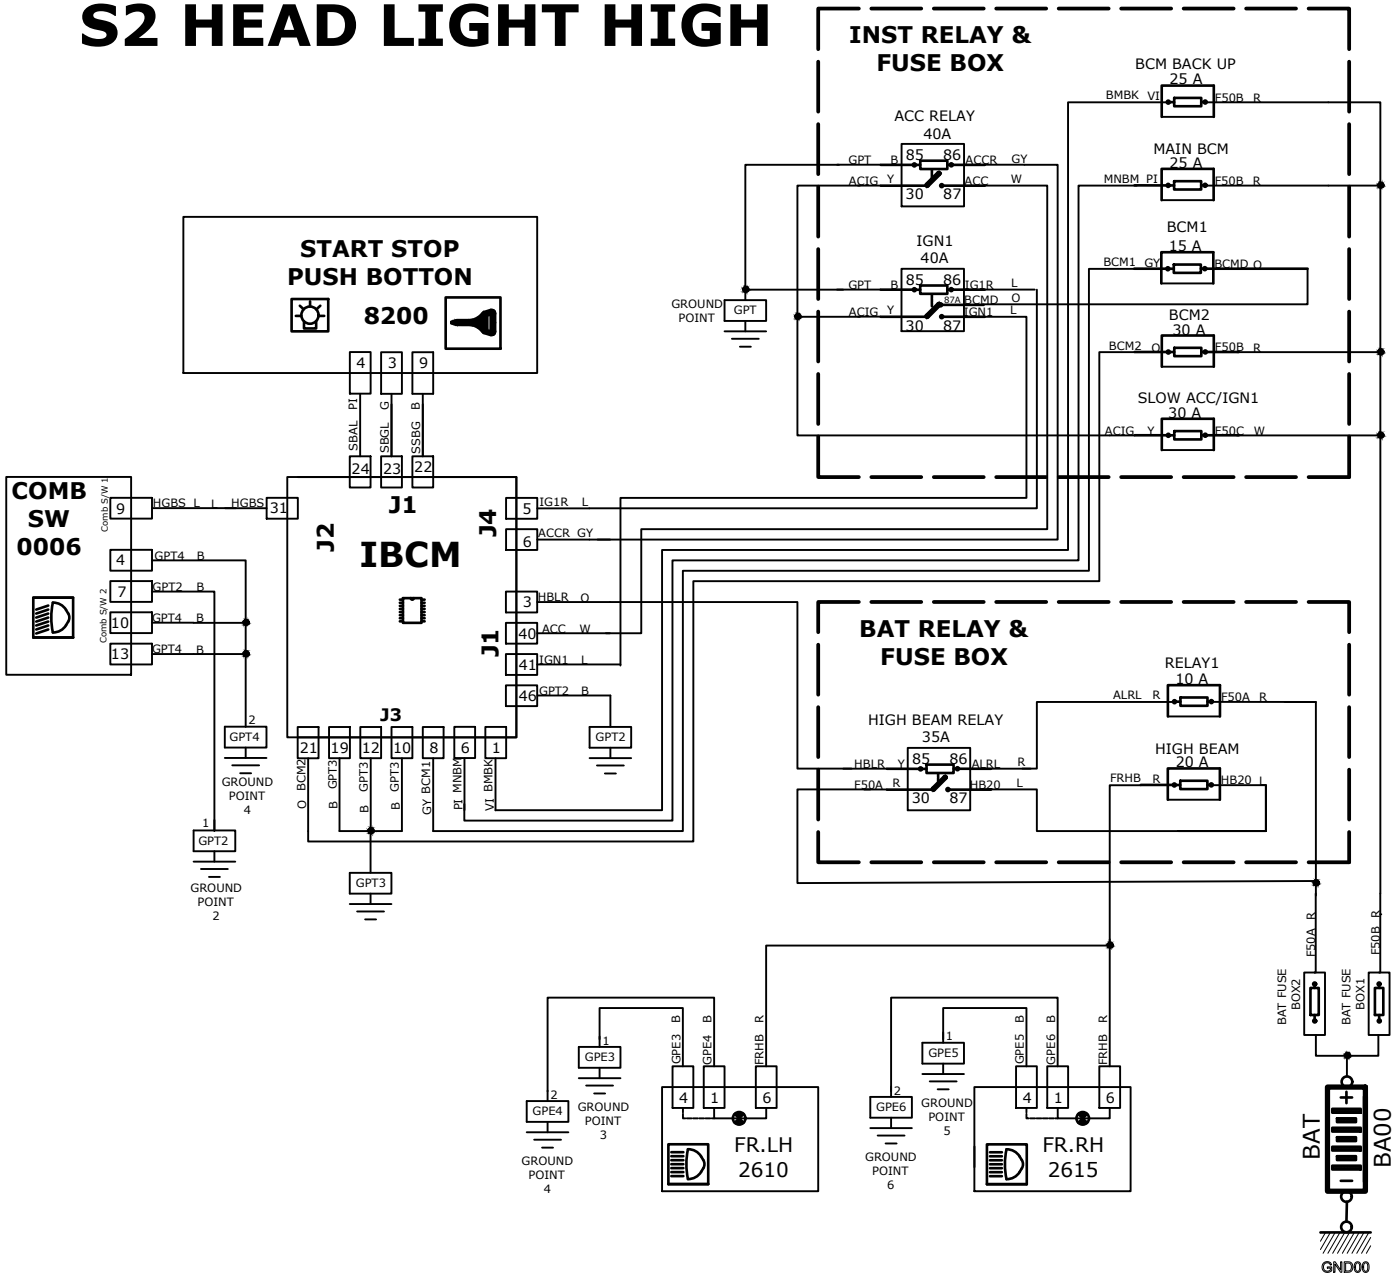 S2 HEAD LIGHT HIGH
INST RELAY &
FUSE BOX
BCM BACK UP
25 A
BMBK VI
F50B R
ACC RELAY
40A
85 86
30 87
GPT B
ACCR GY
ACIG Y
ACC W
MAIN BCM
25 A
MNBM PI
F50B R
IGN1
40A
85 86
87A
30 87
GPT B
IG1R L
BCMD O
ACIG Y
IGN1 L
BCM1
15 A
BCM1 GY
BCMD O
BCM2
30 A
BCM2 O
F50B R
SLOW ACC/IGN1
30 A
ACIG Y
F50C W
GROUND
POINT
GPT
START STOP
PUSH BOTTON
8200
4 3 9
SBAL PI
SSBGL G
SSBG B
24 23 22
COMB
SW
0006
Comb S/W 1
9
HGBS L L HGBS
31
4
GPT4 B
7
GPT2 B
Comb S/W 2
10
GPT4 B
13
GPT4 B
J1
J2
J4
IBCM
J1
J3
5
IG1R L
6
ACCR GY
3
HBLR O
40
ACC W
41
IGN1 L
46
GPT2 B
GPT2
21 19 12 10 8 6 1
O BCM2
B GPT3
B GPT3
B GPT3
GY BCM1
PI MNBM
VI BMBK
2
GPT4
GROUND
POINT
4
1
GPT2
GROUND
POINT
2
GPT3
BAT RELAY &
FUSE BOX
RELAY1
10 A
ALRL R
F50A R
HIGH BEAM RELAY
35A
85 86
30 87
HBLR Y
ALRL R
F50A R
HB20 L
HIGH BEAM
20 A
FRHB R
HB20 L
F50A R
F50B R
BAT FUSE
BOX2
BAT FUSE
BOX1
GPE3 B
GPE4 B
FRHB R
1
GPE3
GROUND
POINT
3
2
GPE4
GROUND
POINT
4
4 1 6
FR.LH
2610
GPE5 B
GPE6 B
FRHB R
1
GPE5
GROUND
POINT
5
2
GPE6
GROUND
POINT
6
4 1 6
FR.RH
2615
+
−
BAT
BA00
GND00